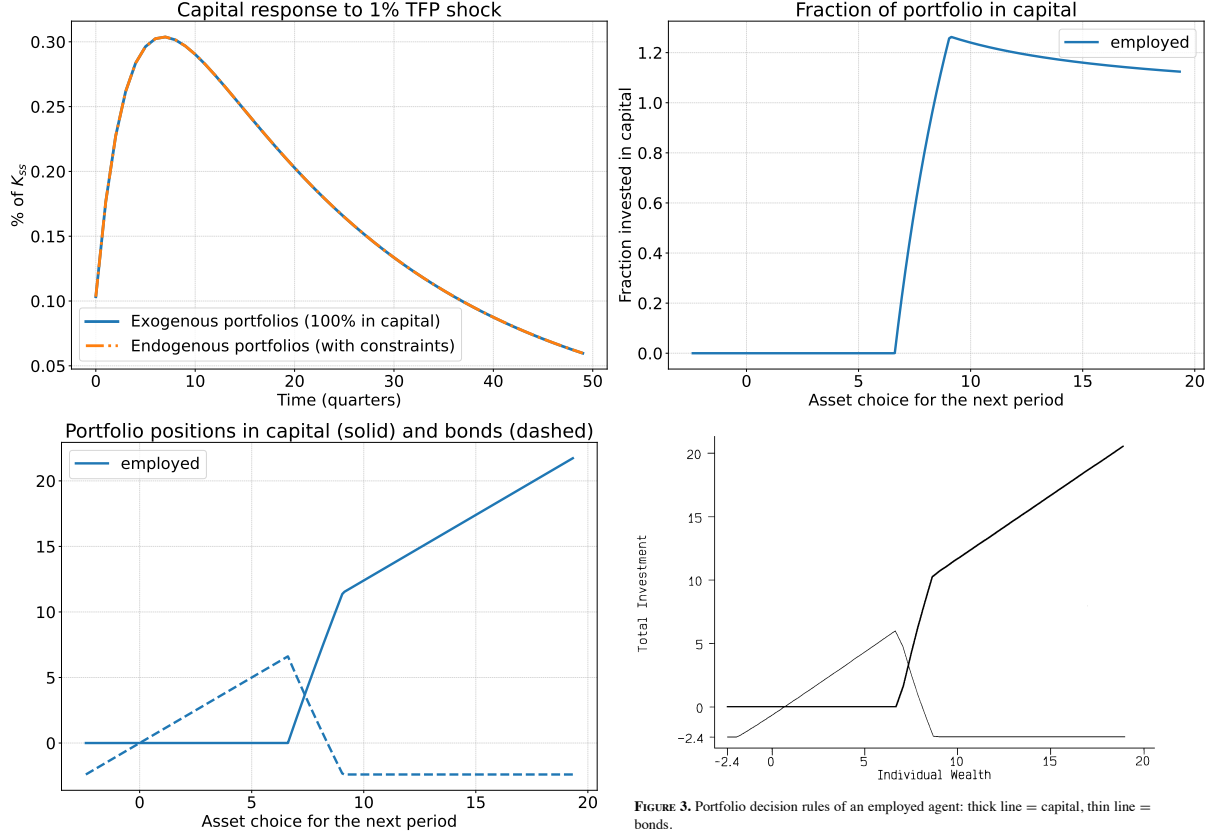 Capital response to 1% TFP shock
% of K_ss
0.30
0.25
0.20
0.15
0.10
0.05
Exogenous portfolios (100% in capital)
Endogenous portfolios (with constraints)
0 10 20 30 40 50
Time (quarters)
Fraction of portfolio in capital
Fraction invested in capital
1.2
1.0
0.8
0.6
0.4
0.2
0.0
employed
0 5 10 15 20
Asset choice for the next period
Portfolio positions in capital (solid) and bonds (dashed)
employed
20
15
10
5
0
0 5 10 15 20
Asset choice for the next period
Total Investment
20
15
10
5
0
-2.4
-2.4 0 5 10 15 20
Individual Wealth
FIGURE 3. Portfolio decision rules of an employed agent: thick line = capital, thin line =
bonds.